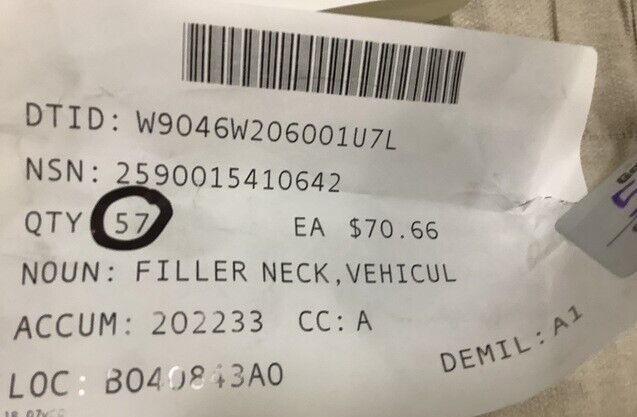 DTID: W9046W206001U7L
NSN: 2590015410642
QTY 57 EA $70.66
NOUN: FILLER NECK,VEHICUL
ACCUM: 202233 CC: A
LOC: B040843A0 DEMIL: A1